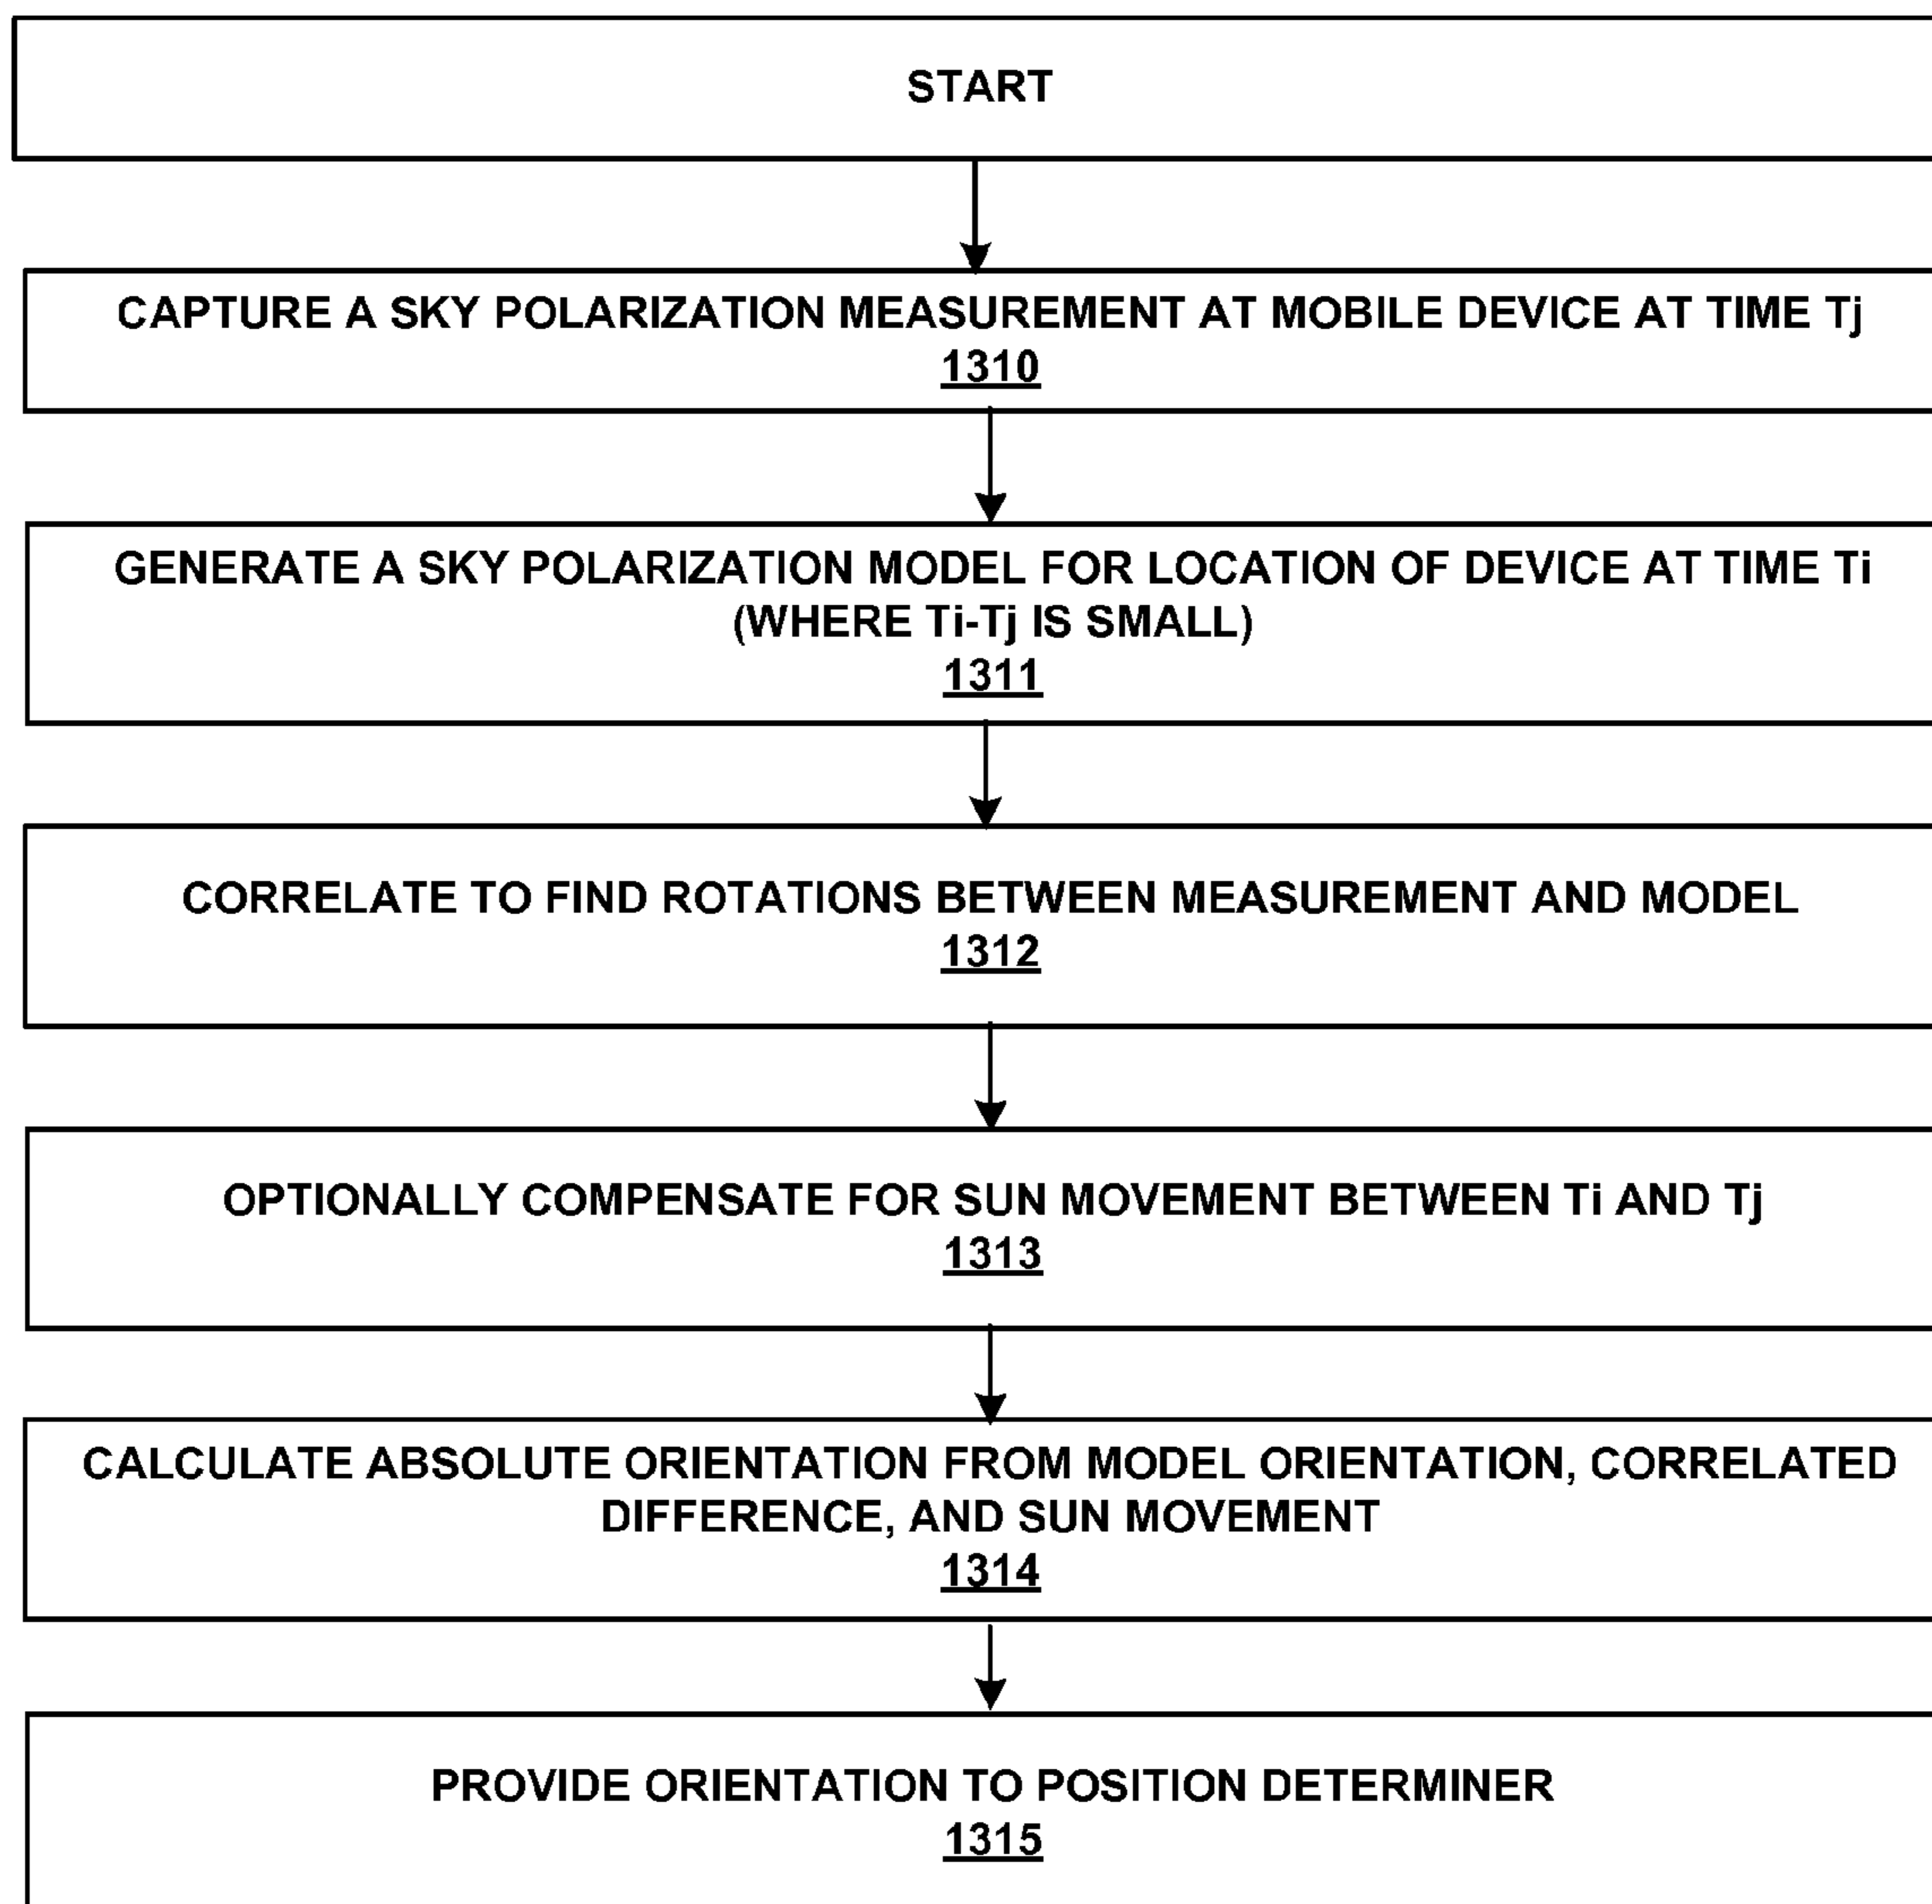 START
CAPTURE A SKY POLARIZATION MEASUREMENT AT MOBILE DEVICE AT TIME Tj
1310
GENERATE A SKY POLARIZATION MODEL FOR LOCATION OF DEVICE AT TIME Ti
(WHERE Ti-Tj IS SMALL)
1311
CORRELATE TO FIND ROTATIONS BETWEEN MEASUREMENT AND MODEL
1312
OPTIONALLY COMPENSATE FOR SUN MOVEMENT BETWEEN Ti AND Tj
1313
CALCULATE ABSOLUTE ORIENTATION FROM MODEL ORIENTATION, CORRELATED
DIFFERENCE, AND SUN MOVEMENT
1314
PROVIDE ORIENTATION TO POSITION DETERMINER
1315